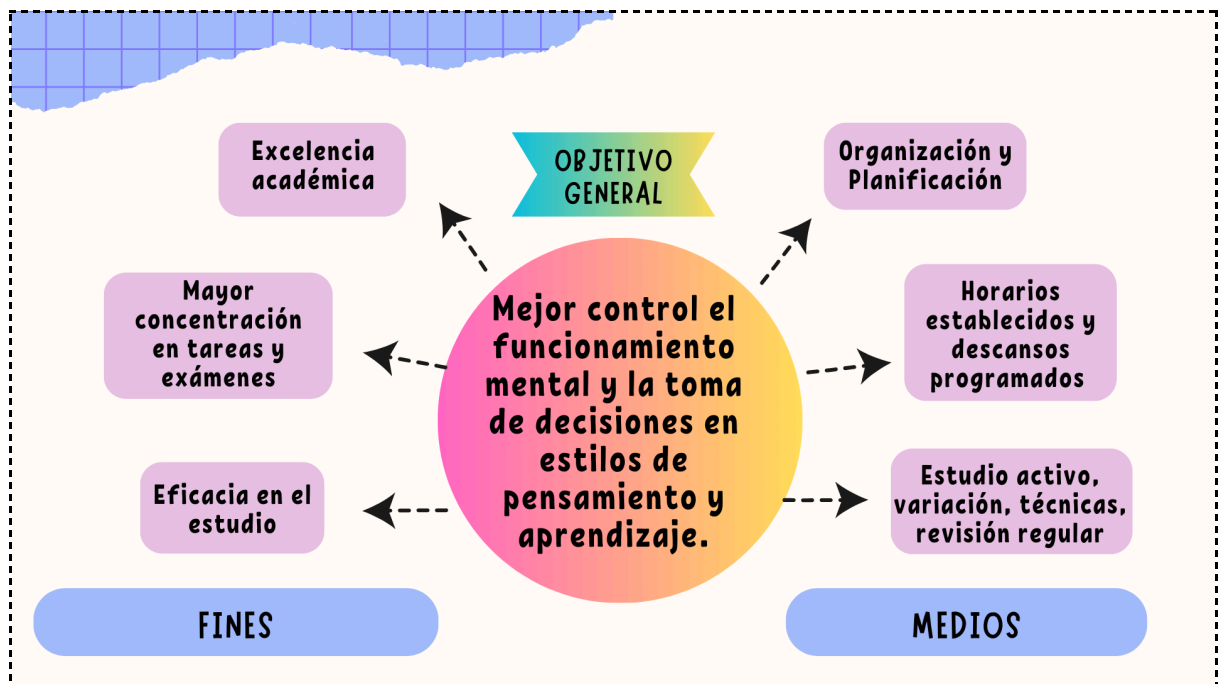 OBJETIVO
GENERAL
Excelencia
académica
Mayor
concentración
en tareas y
exámenes
Eficacia en el
estudio
FINES
Mejor control el
funcionamiento
mental y la toma
de decisiones en
estilos de
pensamiento y
aprendizaje.
Organización y
Planificación
Horarios
establecidos y
descansos
programados
Estudio activo,
variación, técnicas,
revisión regular
MEDIOS